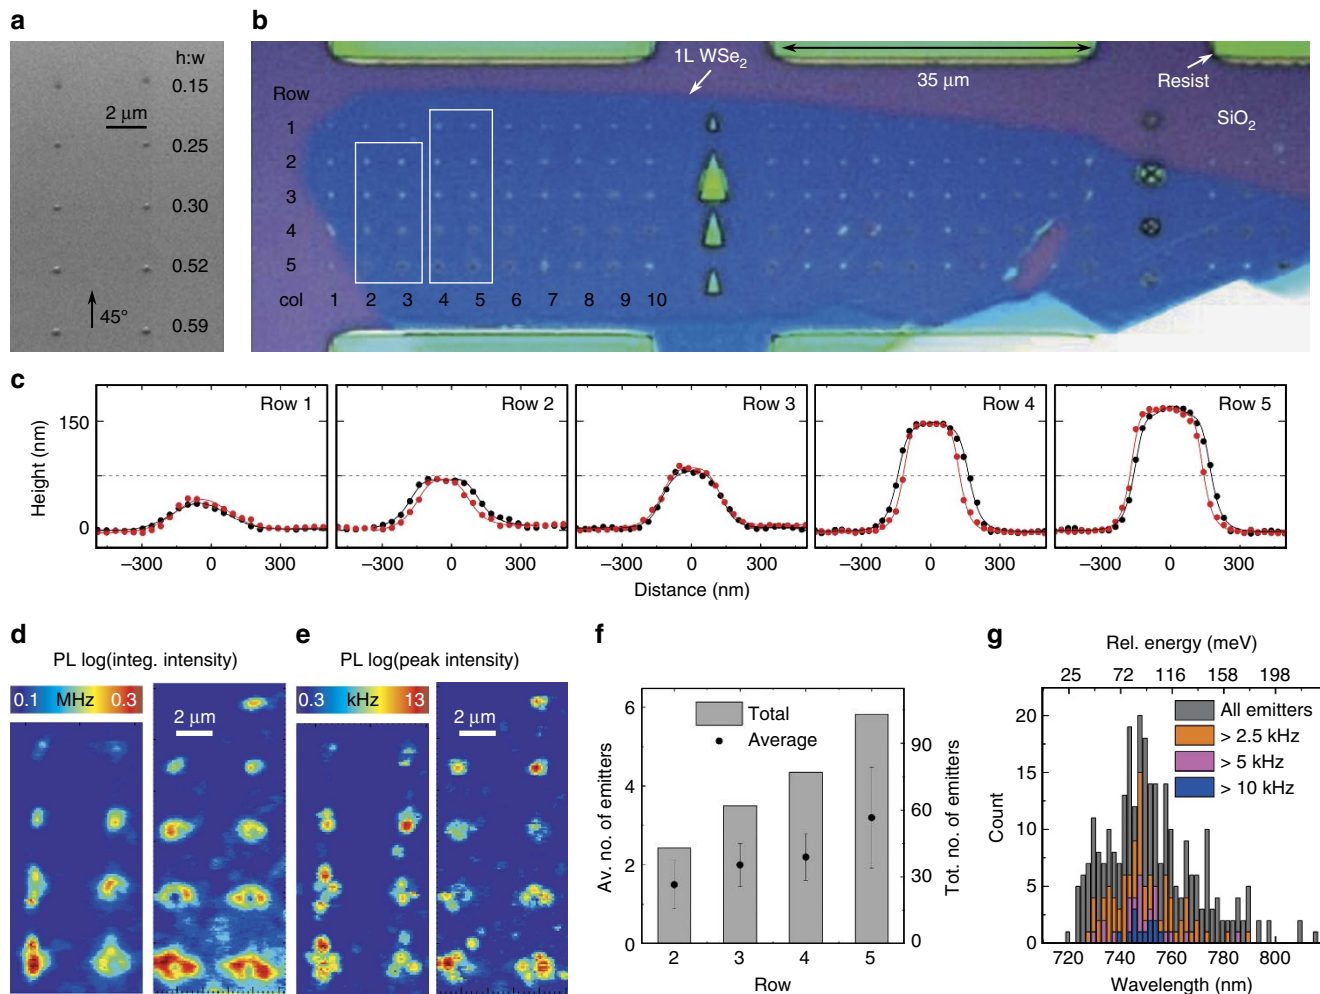 a
h:w
0.15
2 μm
0.25
0.30
0.52
45°
0.59
b
1L WSe2
35 μm
Resist
SiO2
Row
1
2
3
4
5
col 1 2 3 4 5 6 7 8 9 10
c
Row 1 Row 2 Row 3 Row 4 Row 5
150
0
Height (nm)
–300 0 300 –300 0 300 –300 0 300 –300 0 300 –300 0 300
Distance (nm)
d
PL log(integ. intensity)
0.1 MHz 0.3
2 μm
e
PL log(peak intensity)
0.3 kHz 13
2 μm
f
Total
Average
Av. no. of emitters
6
4
2
0
Tot. no. of emitters
90
60
30
0
2 3 4 5
Row
g
Rel. energy (meV)
25 72 116 158 198
All emitters
> 2.5 kHz
> 5 kHz
> 10 kHz
Count
20
15
10
5
0
720 740 760 780 800
Wavelength (nm)